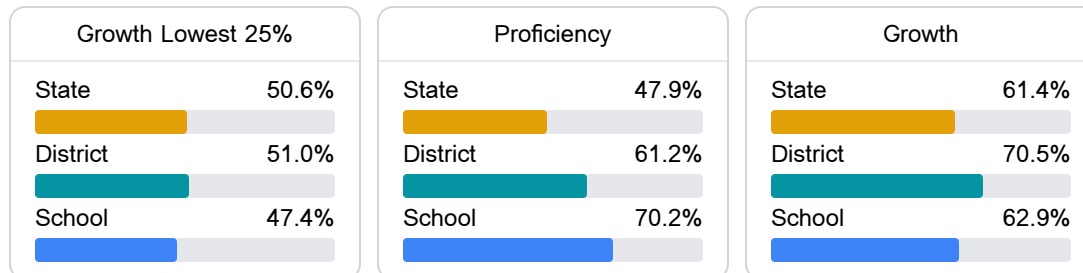 Growth Lowest 25%
State 50.6%
District 51.0%
School 47.4%
Proficiency
State 47.9%
District 61.2%
School 70.2%
Growth
State 61.4%
District 70.5%
School 62.9%